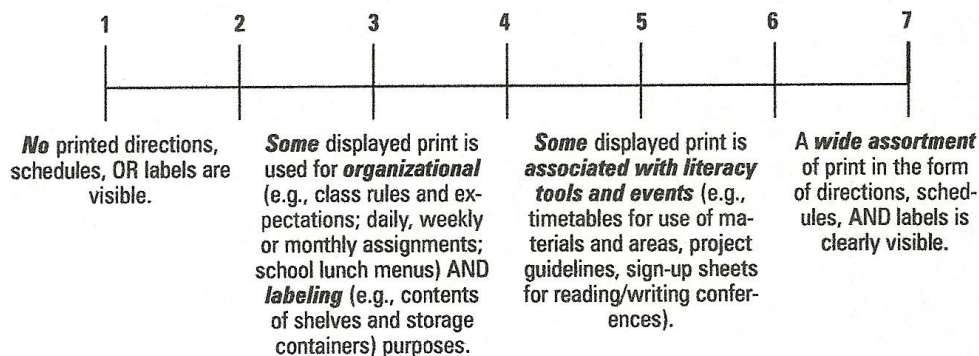 1 2 3 4 5 6 7
No printed directions,
schedules, OR labels are
visible.
Some displayed print is
used for organizational
(e.g., class rules and ex-
pectations; daily, weekly
or monthly assignments;
school lunch menus) AND
labeling (e.g., contents
of shelves and storage
containers) purposes.
Some displayed print is
associated with literacy
tools and events (e.g.,
timetables for use of ma-
terials and areas, project
guidelines, sign-up sheets
for reading/writing confer-
ences).
A wide assortment
of print in the form
of directions, sched-
ules, AND labels is
clearly visible.